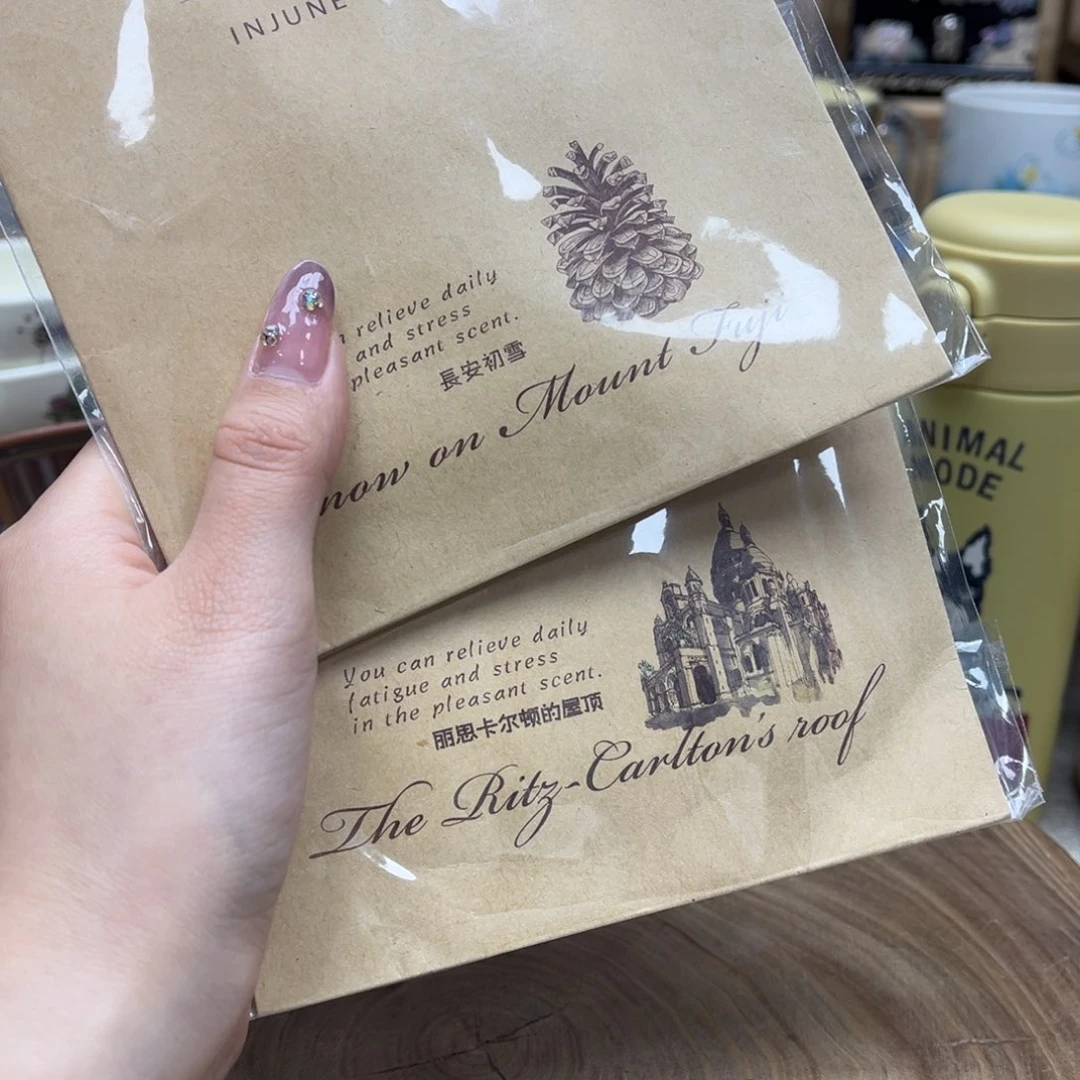 INJUNE
relieve daily
and stress
pleasant scent.
長安初雪
now on Mount Fuji
You can relieve daily
fatigue and stress
in the pleasant scent.
丽思卡尔顿的屋顶
The Ritz-Carlton's roof
NIMAL
ODE